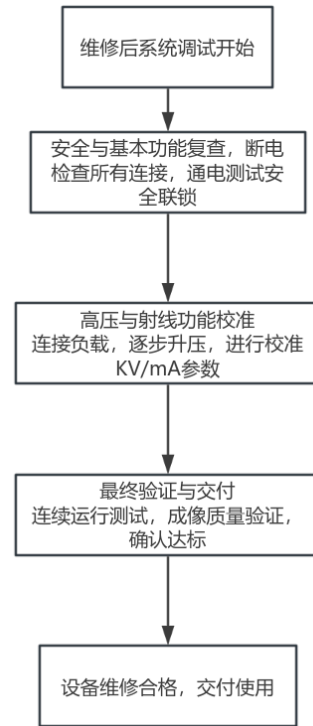 维修后系统调试开始
安全与基本功能复查，断电
检查所有连接，通电测试安
全联锁
高压与射线功能校准
连接负载，逐步升压，进行校准
KV/mA参数
最终验证与交付
连续运行测试，成像质量验证，
确认达标
设备维修合格，交付使用